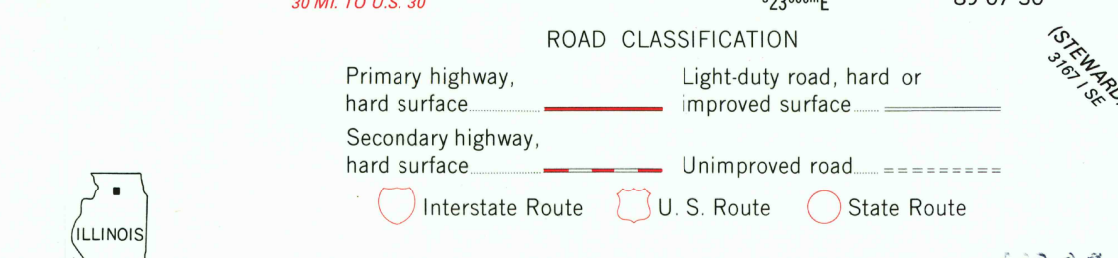 30 MI. TO U.S. 30
³23⁰⁰⁰ᵐE
ROAD CLASSIFICATION
Primary highway,
hard surface
Light-duty road, hard or
improved surface
Secondary highway,
hard surface
Unimproved road
Interstate Route
U. S. Route
State Route
ILLINOIS
(STEWARD
3167 I SE